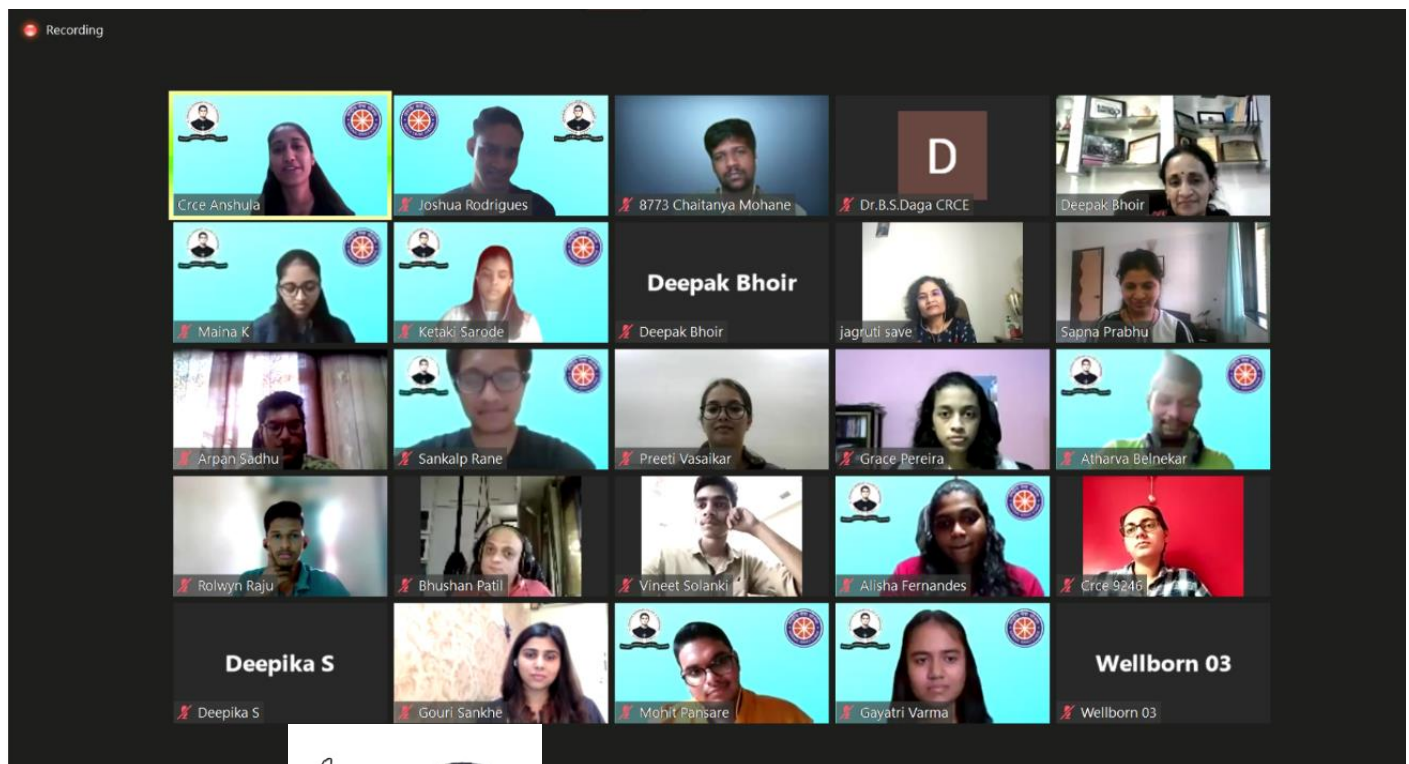 Recording
Crce Anshula
Joshua Rodrigues
8773 Chaitanya Mohane
D
Dr.B.S.Daga CRCE
Deepak Bhoir
Maina K
Ketaki Sarode
Deepak Bhoir
Deepak Bhoir
jagruti save
Sapna Prabhu
Arpan Sadhu
Sankalp Rane
Preeti Vasaikar
Grace Pereira
Atharva Belnekar
Rolwyn Raju
Bhushan Patil
Vineet Solanki
Alisha Fernandes
Crce 9246
Deepika S
Deepika S
Gouri Sankhe
Mohit Pansare
Gayatri Varma
Wellborn 03
Wellborn 03